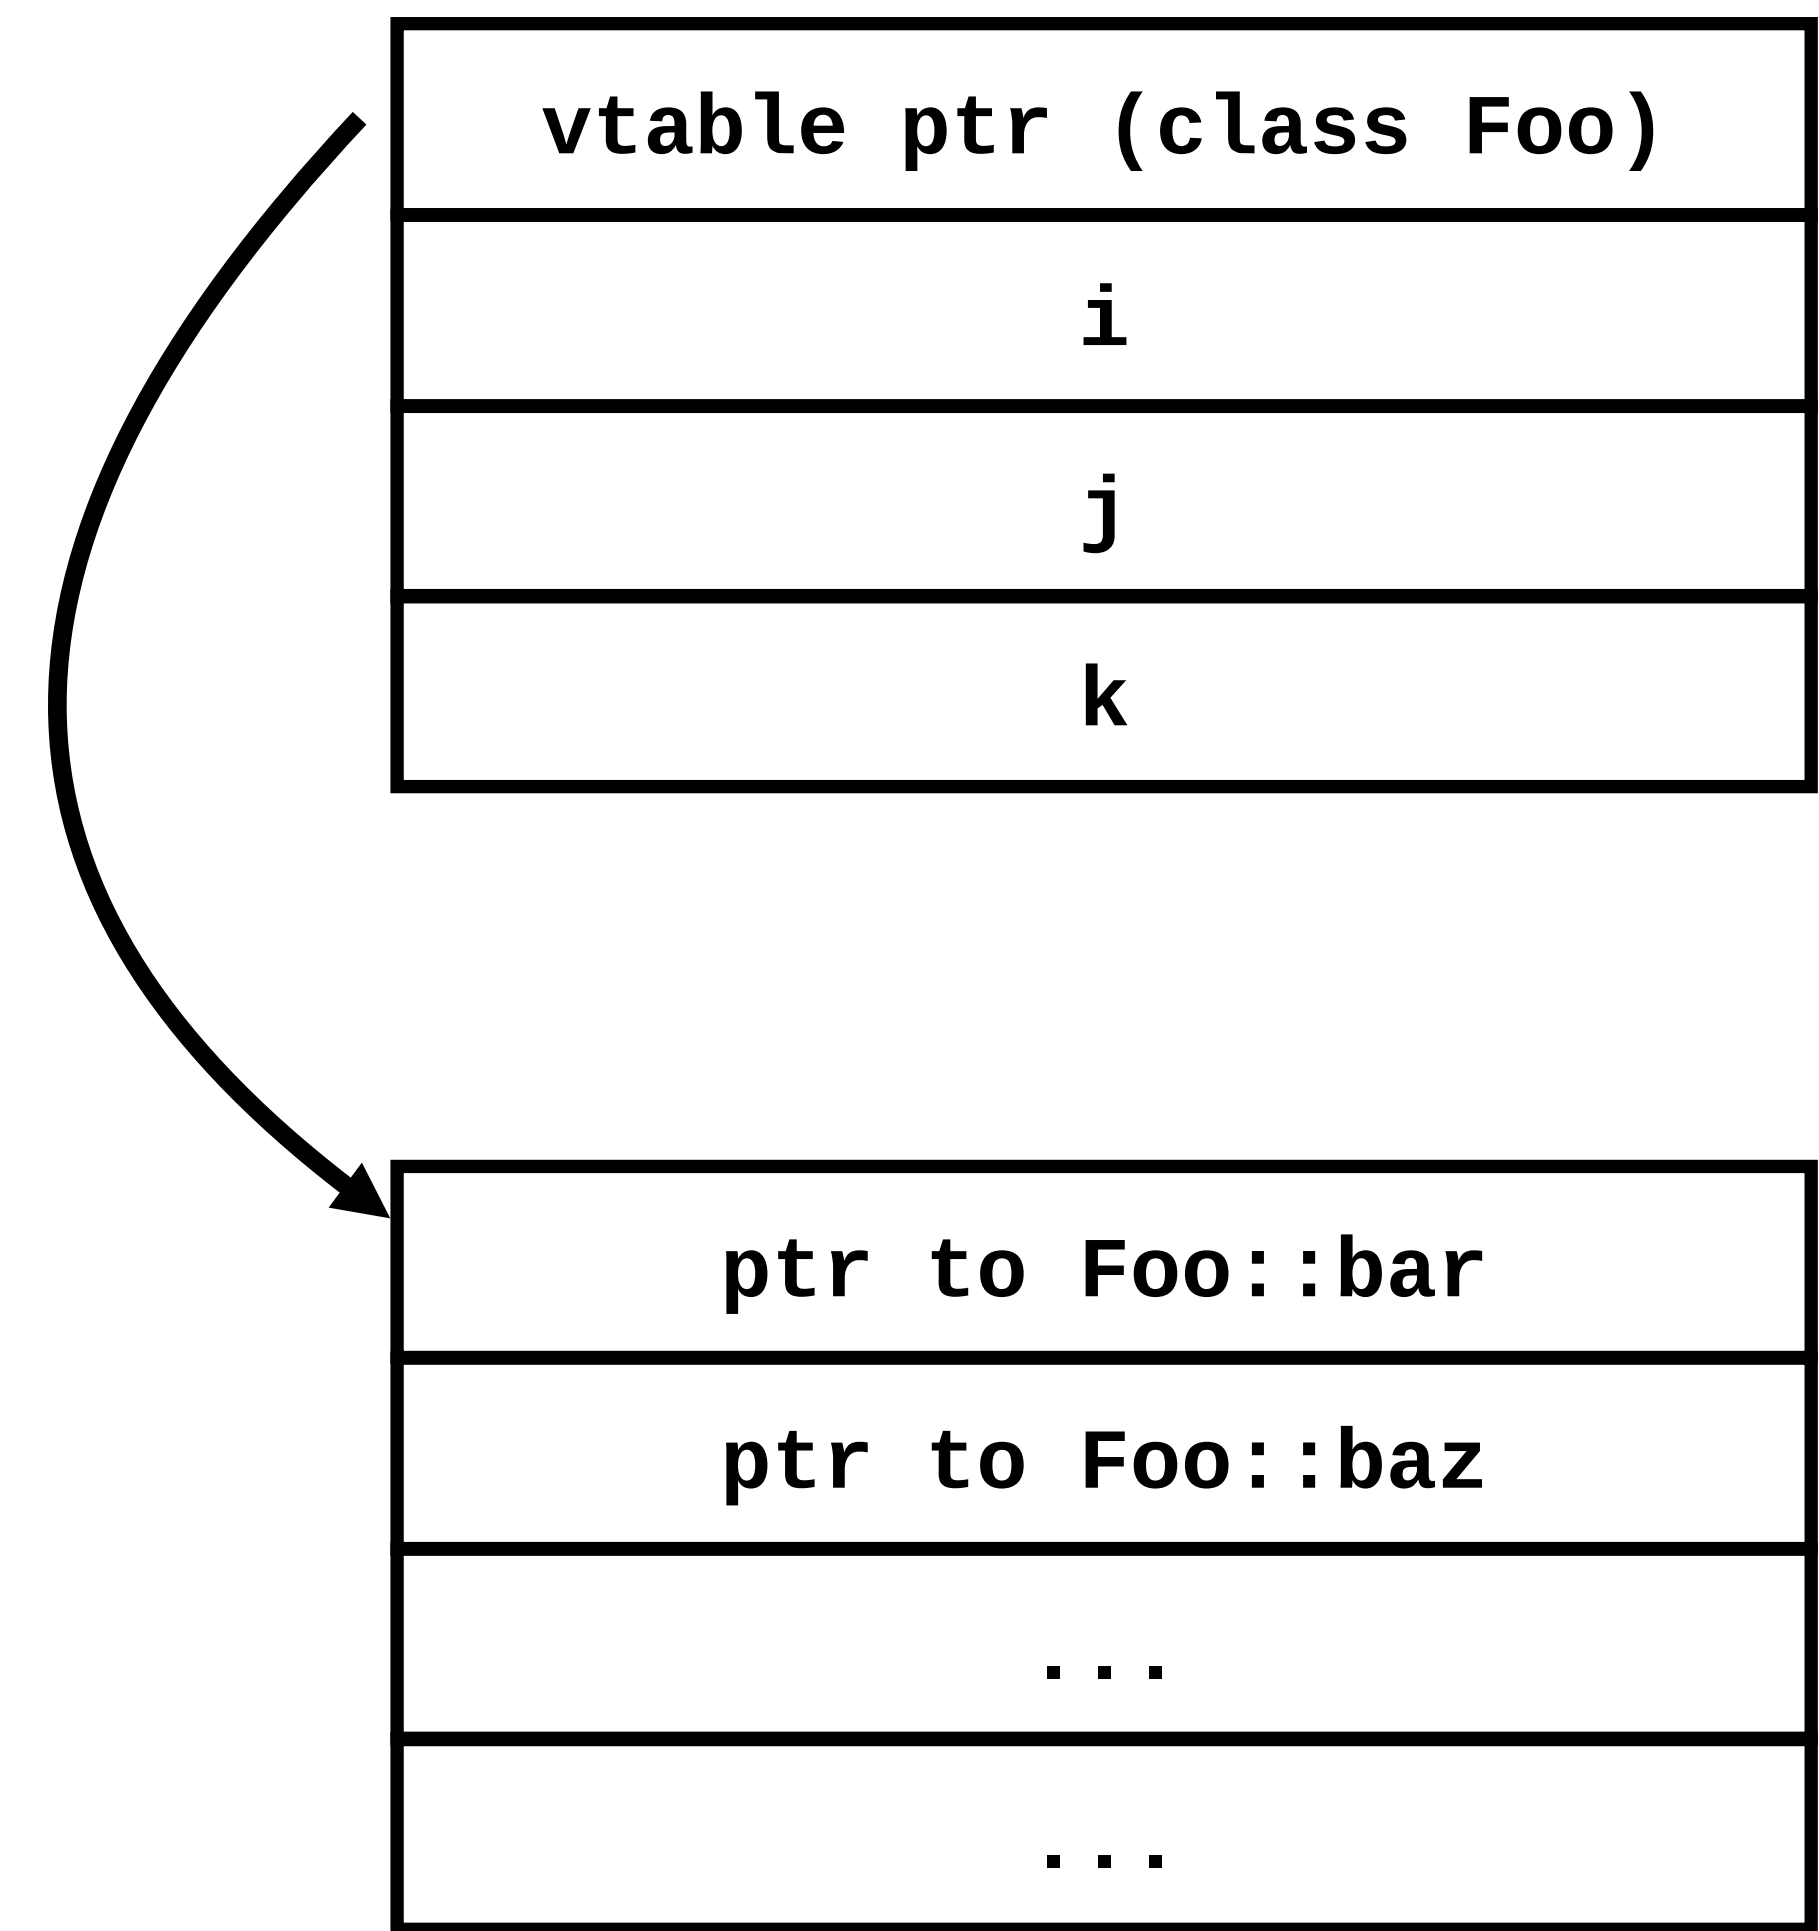 vtable ptr (class Foo)
i
j
k
ptr to Foo::bar
ptr to Foo::baz
...
...